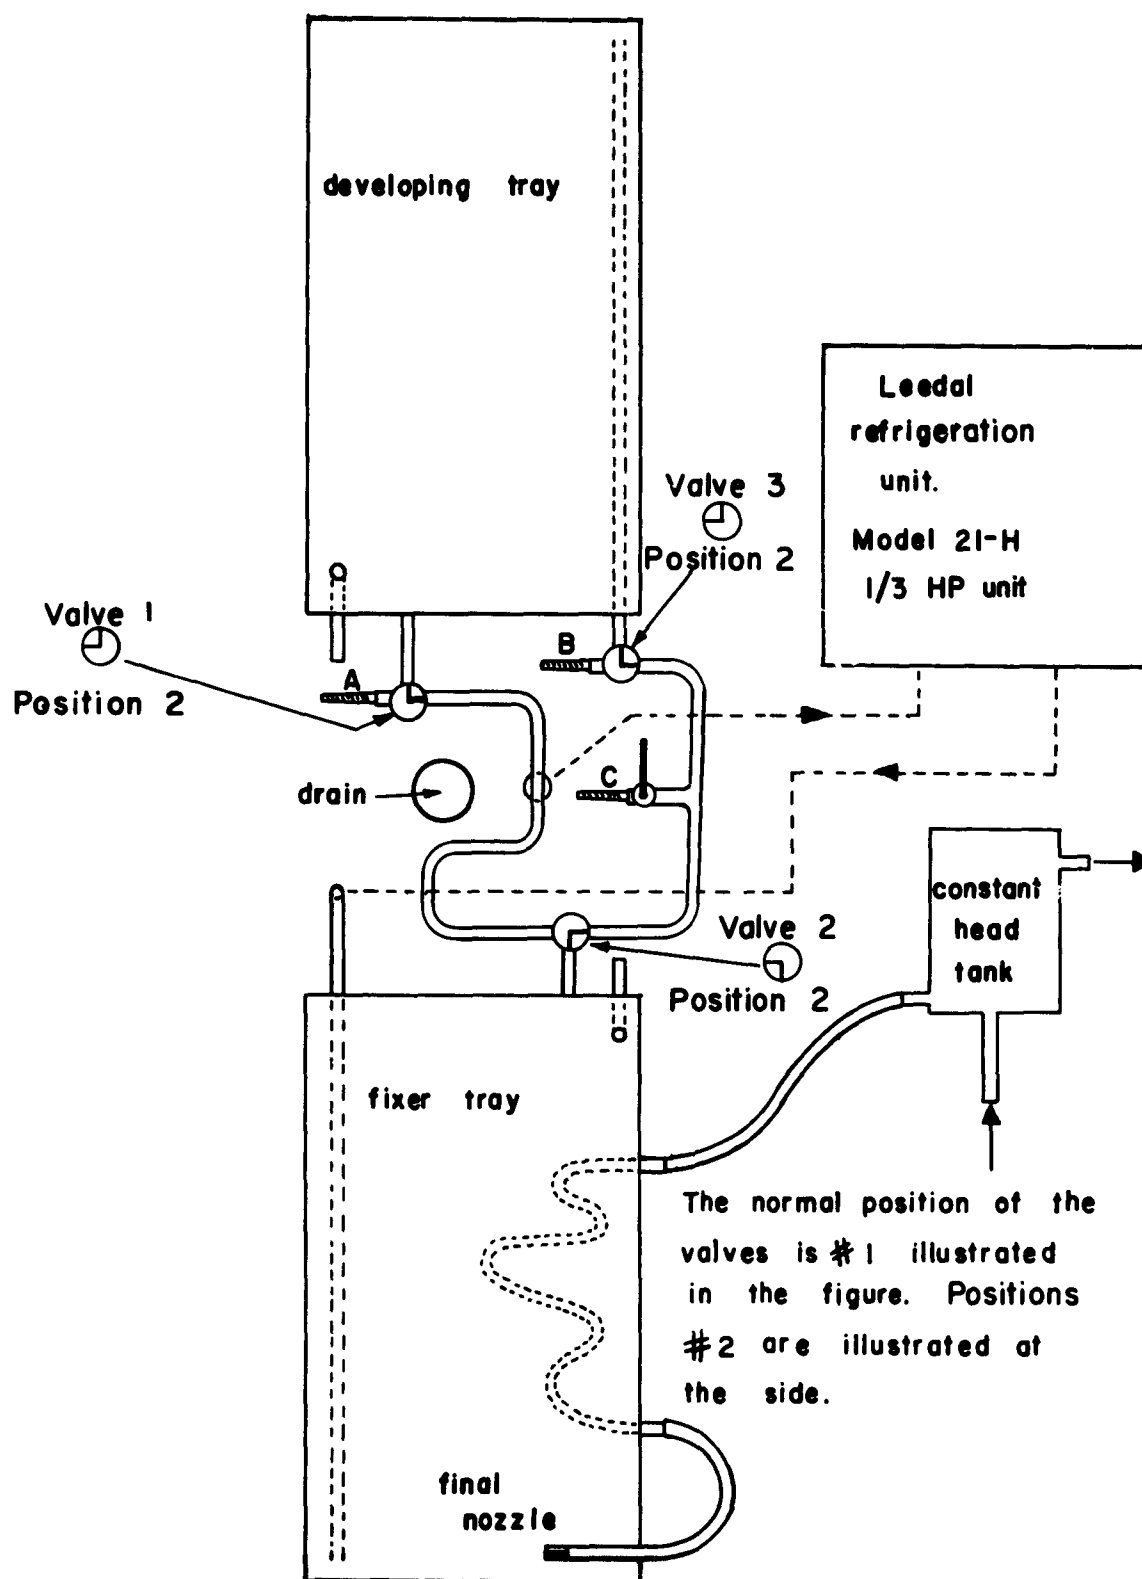 developing tray
Leedal
refrigeration
unit.
Model 21-H
1/3 HP unit
Valve 3
Position 2
Valve 1
Position 2
A
B
C
drain
Valve 2
Position 2
constant
head
tank
fixer tray
The normal position of the
valves is #1 illustrated
in the figure. Positions
#2 are illustrated at
the side.
final
nozzle